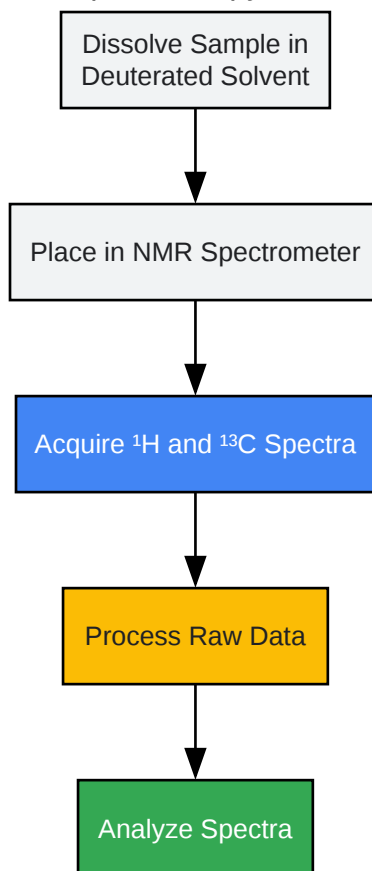 Dissolve Sample in
Deuterated Solvent
Place in NMR Spectrometer
Acquire ¹H and ¹³C Spectra
Process Raw Data
Analyze Spectra